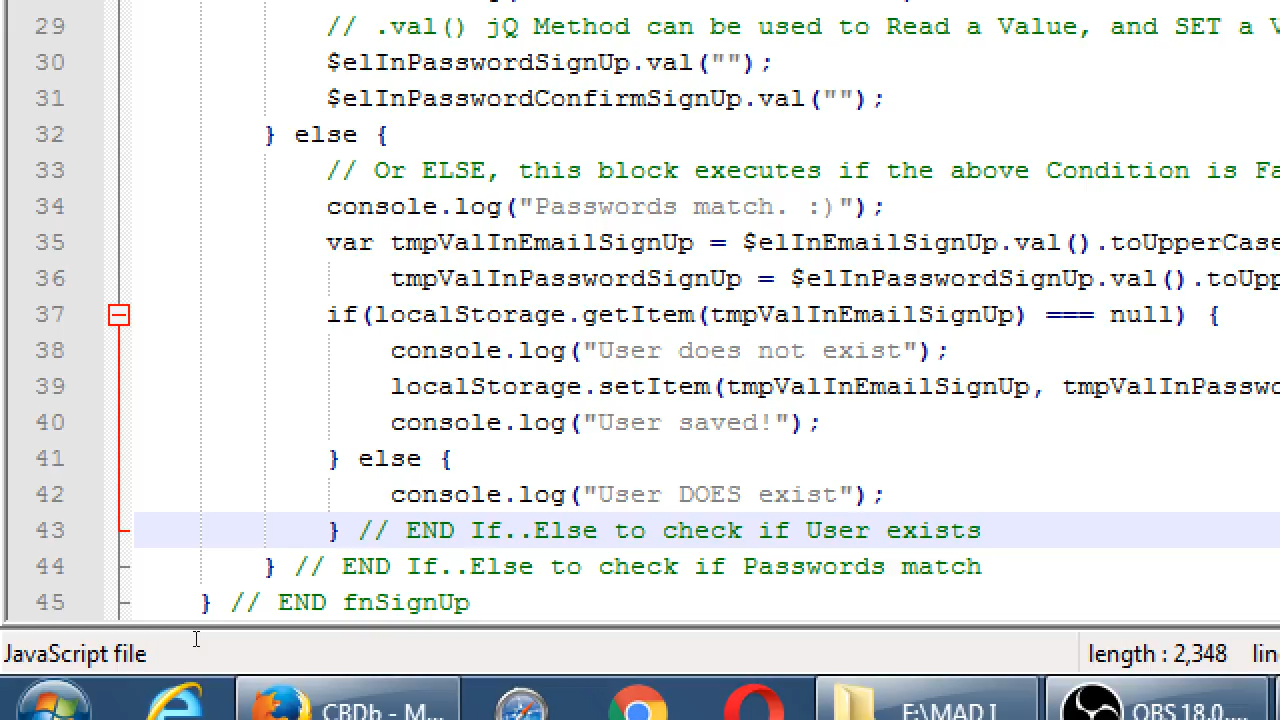 29 // .val() jQ Method can be used to Read a Value, and SET a
30 $elInPasswordSignUp.val("");
31 $elInPasswordConfirmSignUp.val("");
32 } else {
33 // Or ELSE, this block executes if the above Condition is
34 console.log("Passwords match. :)");
35 var tmpValInEmailSignUp = $elInEmailSignUp.val().toUpperCase
36 tmpValInPasswordSignUp = $elInPasswordSignUp.val().toUpp
37 if(localStorage.getItem(tmpValInEmailSignUp) === null) {
38 console.log("User does not exist");
39 localStorage.setItem(tmpValInEmailSignUp, tmpValInPasswo
40 console.log("User saved!");
41 } else {
42 console.log("User DOES exist");
43 } // END If..Else to check if User exists
44 } // END If..Else to check if Passwords match
45 } // END fnSignUp
JavaScript file length : 2,348 lin
CBDb - M... E:\MAD I OBS 18.0....